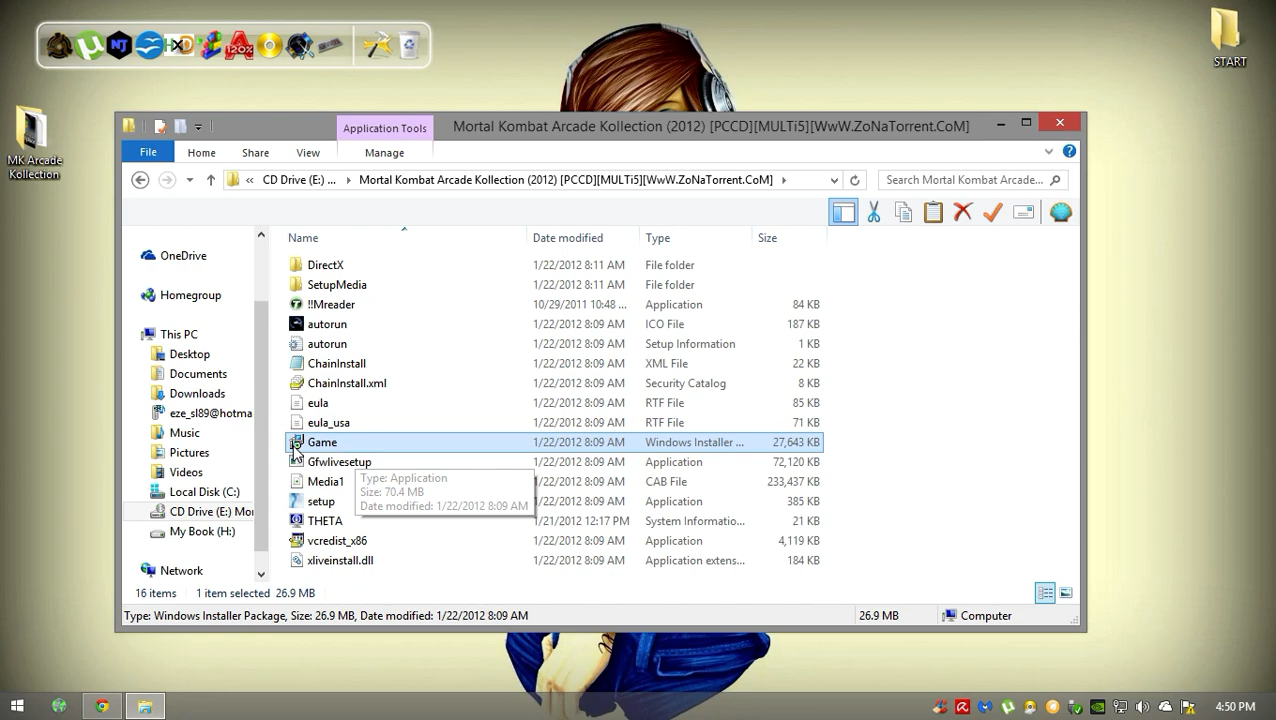 NT
HXD
120%
START
MK Arcade
Kollection
Application Tools
Mortal Kombat Arcade Kollection (2012) [PCCD][MULTi5][WwW.ZoNaTorrent.CoM]
File Home Share View Manage
« CD Drive (E:) ... Mortal Kombat Arcade Kollection (2012) [PCCD][MULTi5][WwW.ZoNaTorrent.CoM]
Search Mortal Kombat Arcade...
Name Date modified Type Size
OneDrive
Homegroup
This PC
Desktop
Documents
Downloads
eze_sl89@hotma
Music
Pictures
Videos
Local Disk (C:)
CD Drive (E:) Mor
My Book (H:)
Network
DirectX 1/22/2012 8:11 AM File folder
SetupMedia 1/22/2012 8:11 AM File folder
!!Mreader 10/29/2011 10:48 ... Application 84 KB
autorun 1/22/2012 8:09 AM ICO File 187 KB
autorun 1/22/2012 8:09 AM Setup Information 1 KB
ChainInstall 1/22/2012 8:09 AM XML File 22 KB
ChainInstall.xml 1/22/2012 8:09 AM Security Catalog 8 KB
eula 1/22/2012 8:09 AM RTF File 85 KB
eula_usa 1/22/2012 8:09 AM RTF File 71 KB
Game 1/22/2012 8:09 AM Windows Installer ... 27,643 KB
Gfwlivesetup 1/22/2012 8:09 AM Application 72,120 KB
Media1 1/22/2012 8:09 AM CAB File 233,437 KB
setup 1/22/2012 8:09 AM Application 385 KB
THETA 1/21/2012 12:17 PM System Informatio... 21 KB
vcredist_x86 1/22/2012 8:09 AM Application 4,119 KB
xliveinstall.dll 1/22/2012 8:09 AM Application extens... 184 KB
Type: Application
Size: 70.4 MB
Date modified: 1/22/2012 8:09 AM
16 items 1 item selected 26.9 MB
Type: Windows Installer Package, Size: 26.9 MB, Date modified: 1/22/2012 8:09 AM 26.9 MB Computer
4:50 PM